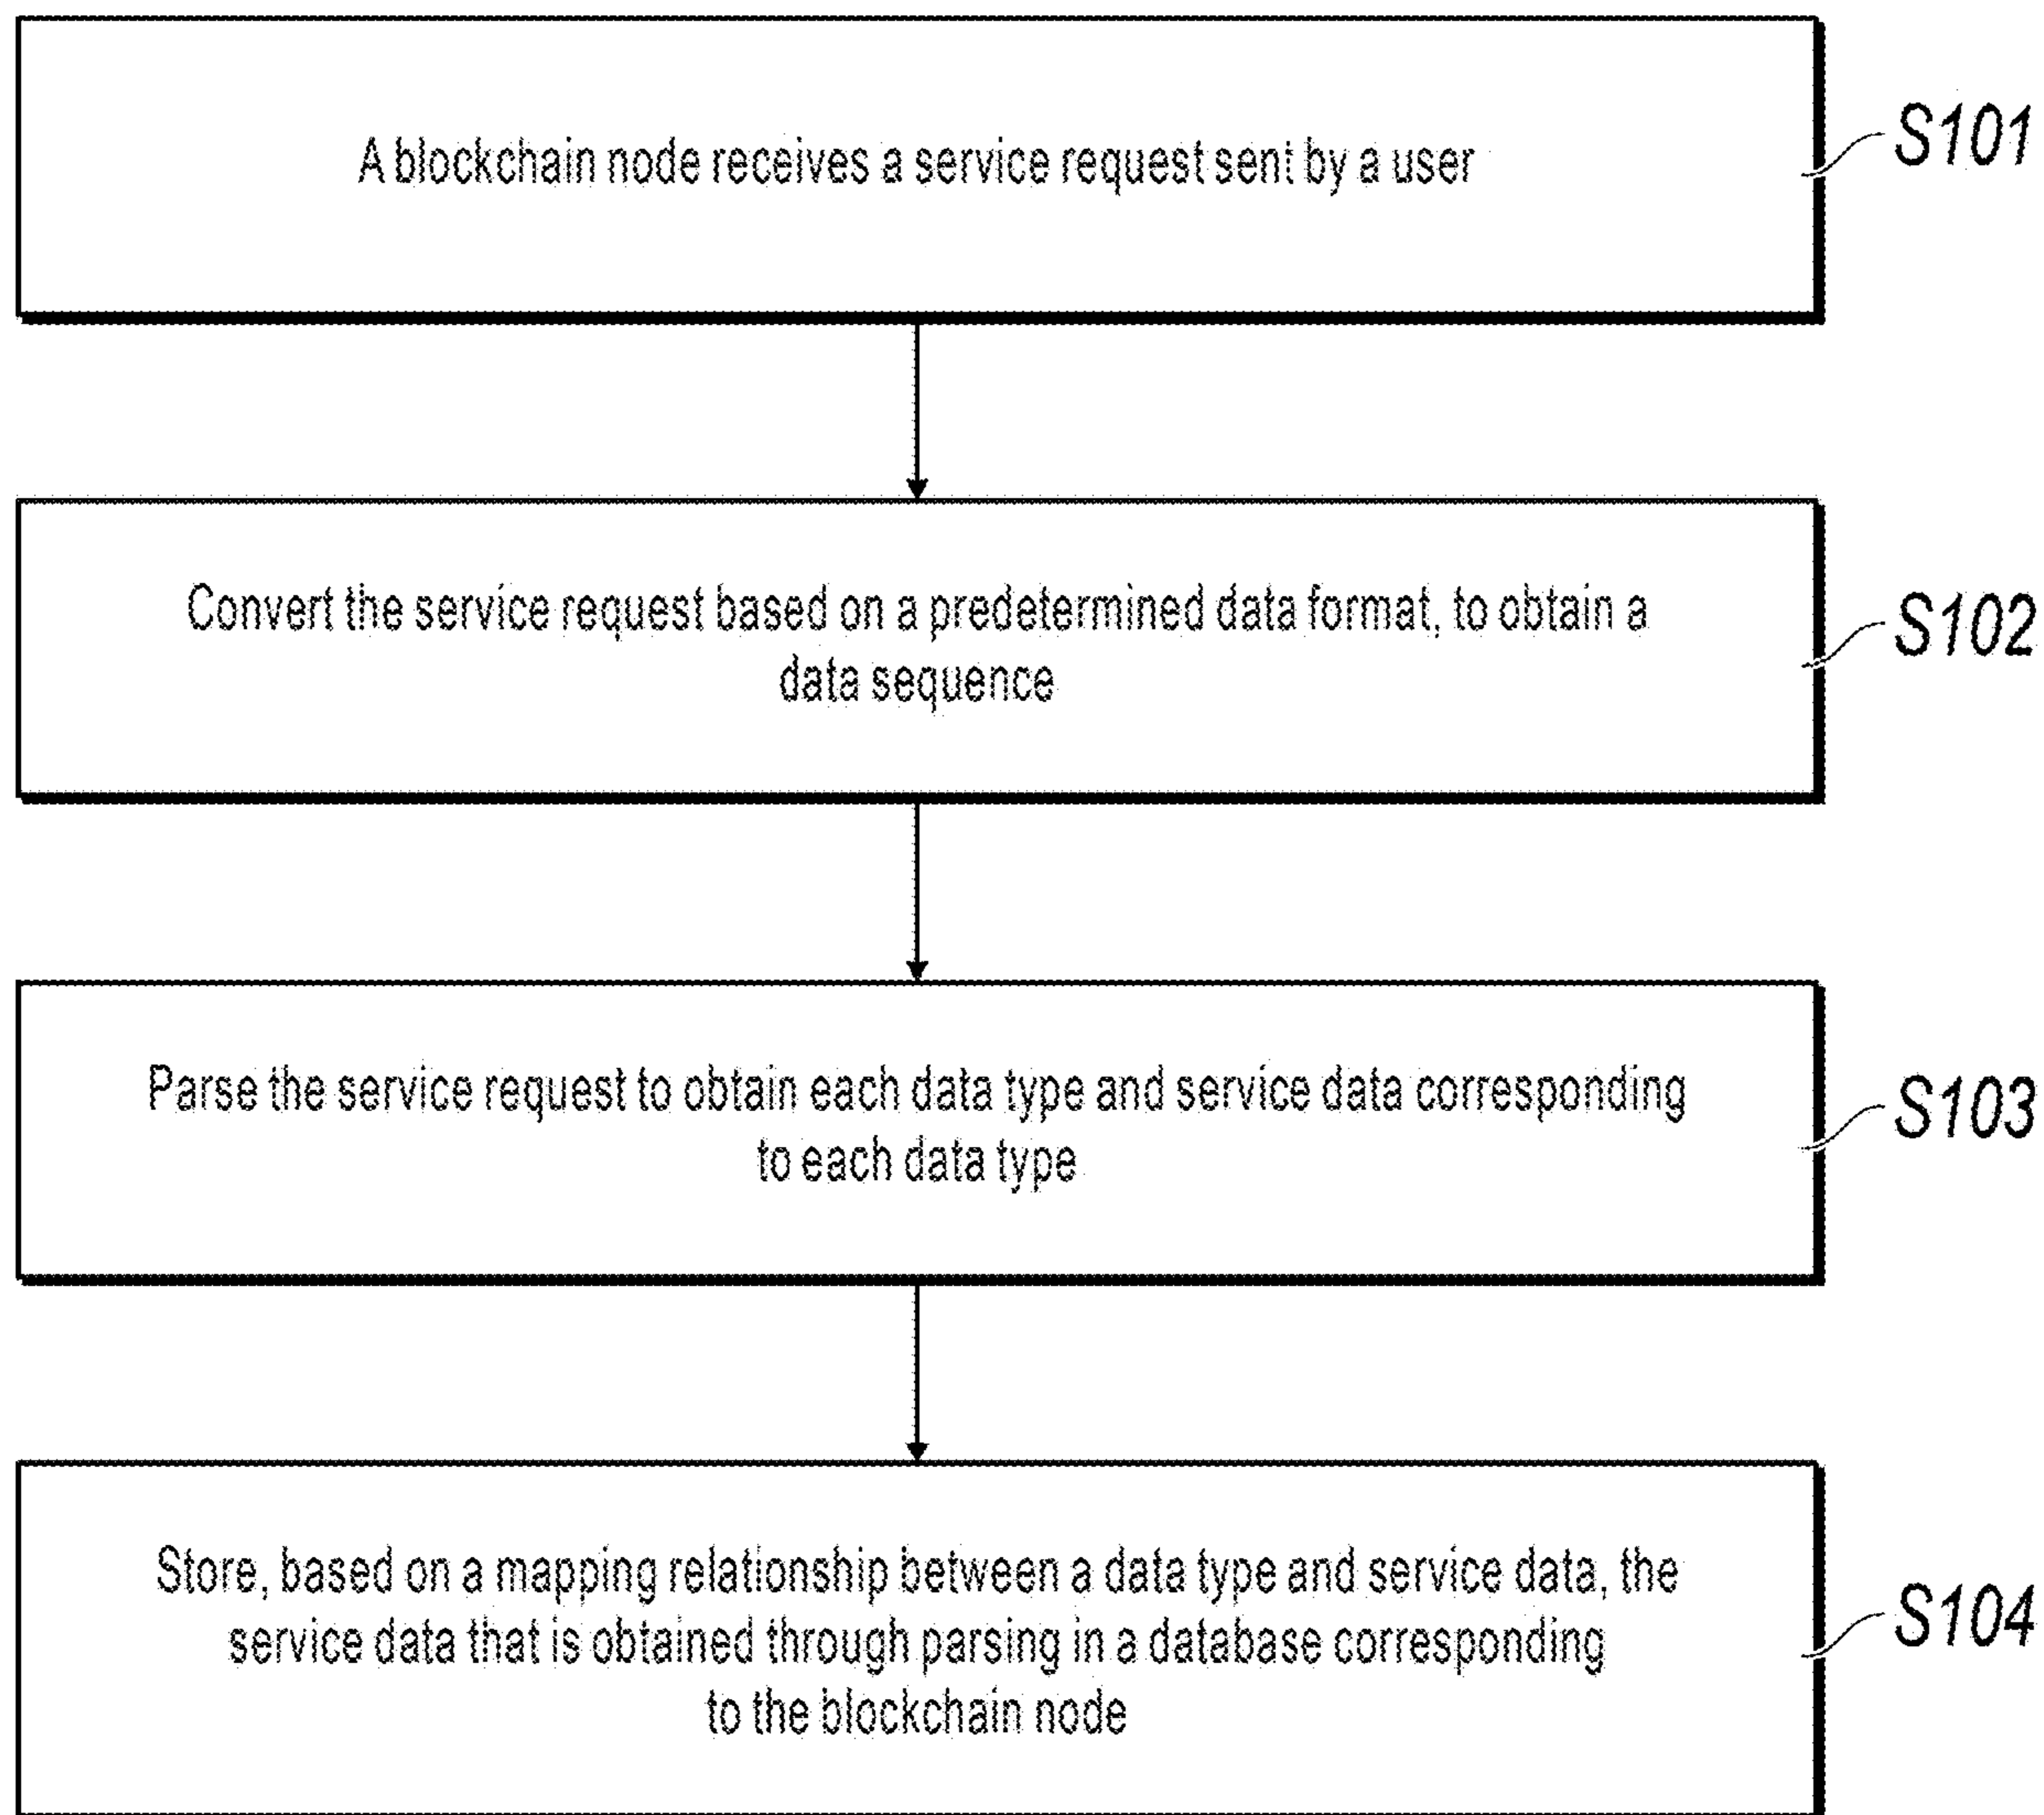 A blockchain node receives a service request sent by a user
S101
Convert the service request based on a predetermined data format, to obtain a
data sequence
S102
Parse the service request to obtain each data type and service data corresponding
to each data type
S103
Store, based on a mapping relationship between a data type and service data, the
service data that is obtained through parsing in a database corresponding
to the blockchain node
S104